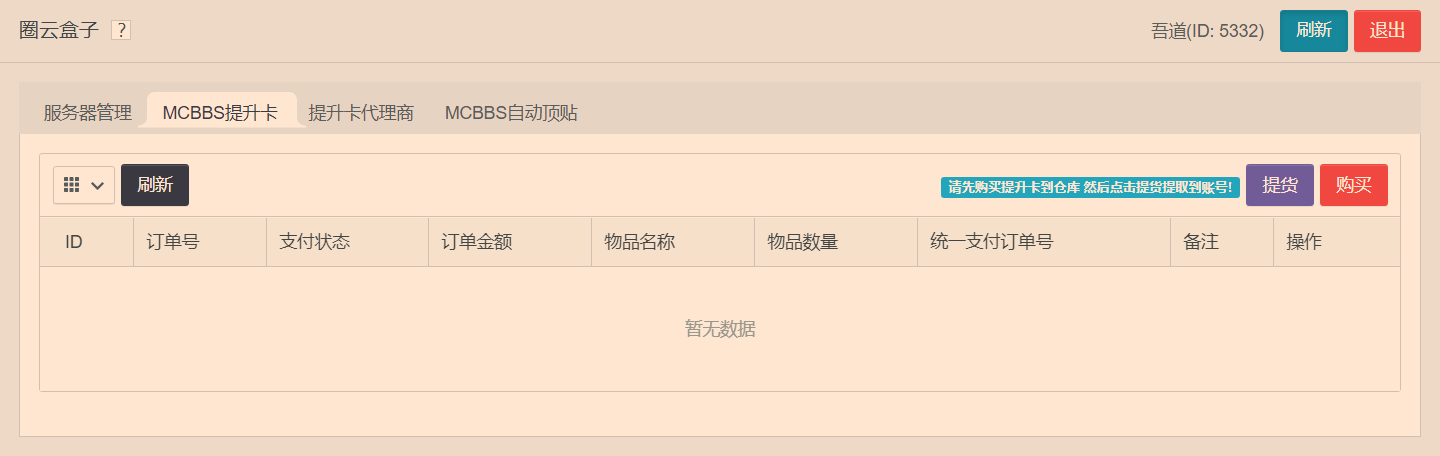 圈云盒子 ?
吾道(ID: 5332) 刷新 退出
服务器管理 MCBBS提升卡 提升卡代理商 MCBBS自动顶贴
刷新 请先购买提升卡到仓库 然后点击提货提取到账号! 提货 购买
ID 订单号 支付状态 订单金额 物品名称 物品数量 统一支付订单号 备注 操作
暂无数据